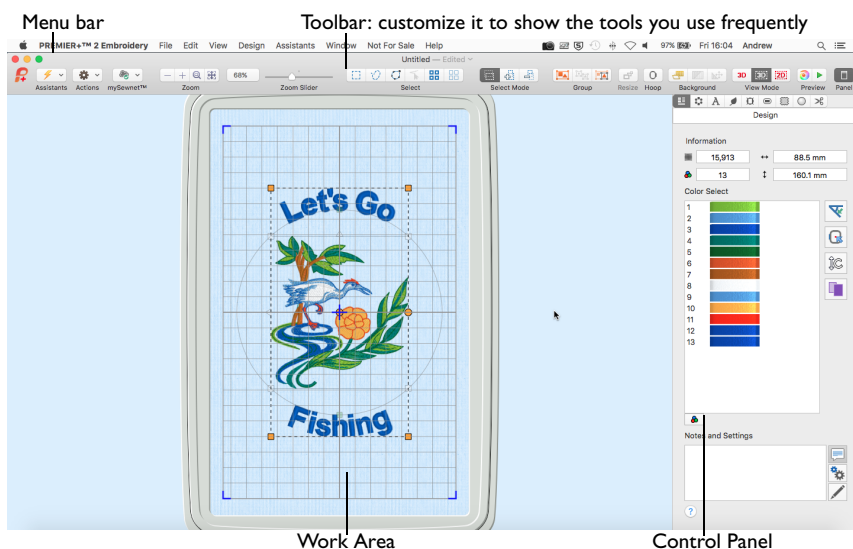 Menu bar
Toolbar: customize it to show the tools you use frequently
PREMIER+™ 2 Embroidery File Edit View Design Assistants Window Not For Sale Help
97% Fri 16:04 Andrew
Untitled — Edited
68%
3D 3D 2D
Assistants Actions mySewnet™ Zoom Zoom Slider Select Select Mode Group Resize Hoop Background View Mode Preview Panel
A
Design
Information
15,913 88.5 mm
13 160.1 mm
Color Select
1
2
3
4
5
6
7
8
9
10
11
12
13
Let's Go
Fishing
Notes and Settings
?
Work Area
Control Panel